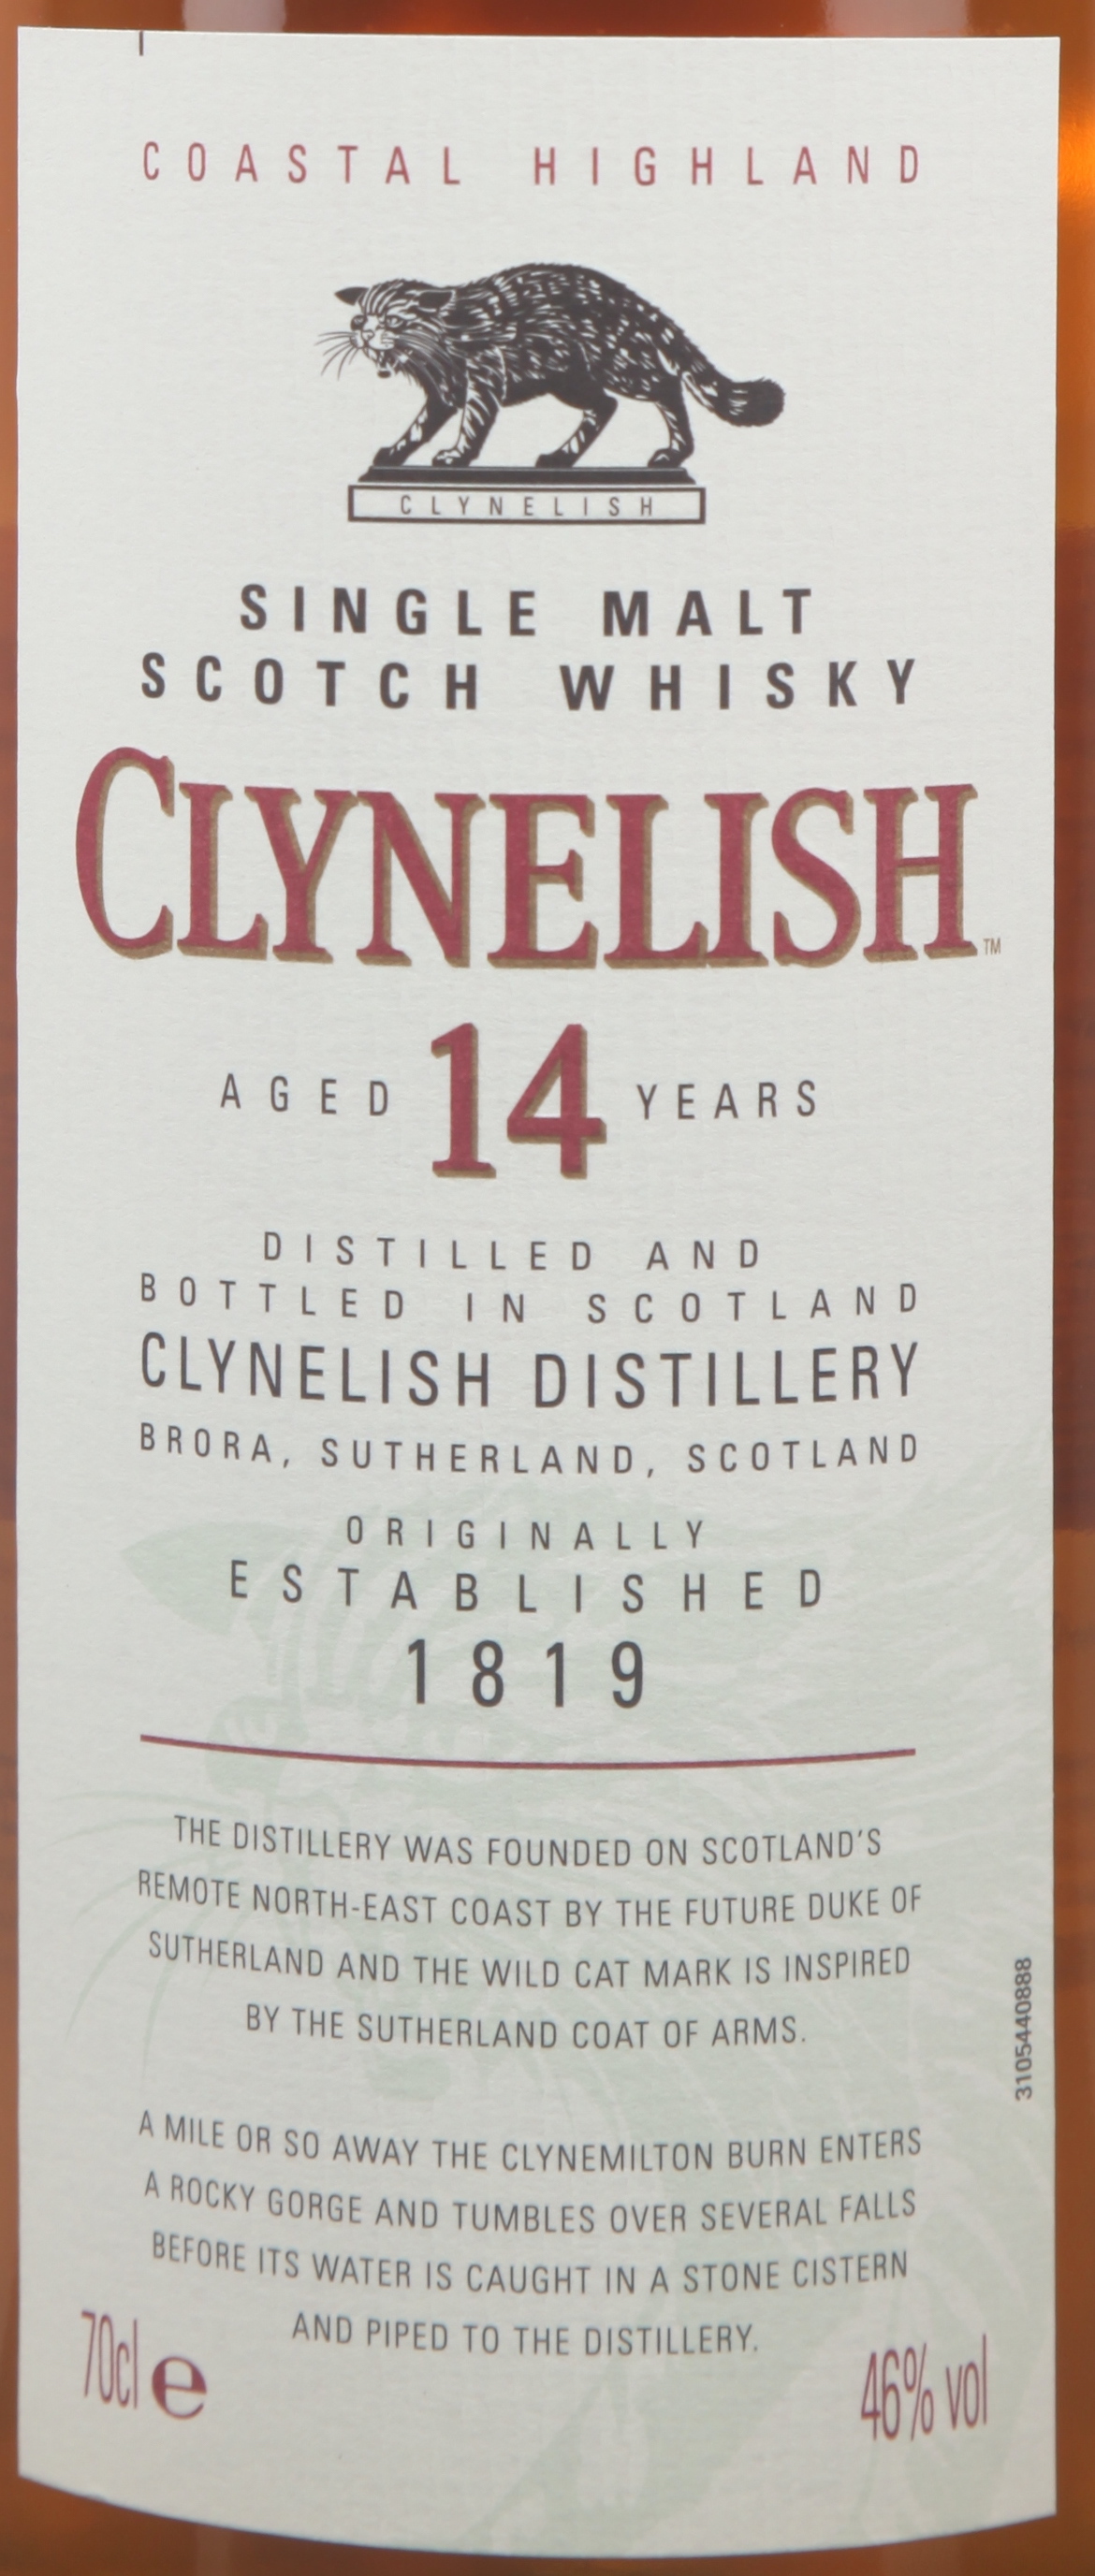 COASTAL HIGHLAND
CLYNELISH
SINGLE MALT
SCOTCH WHISKY
CLYNELISH™
AGED 14 YEARS
DISTILLED AND
BOTTLED IN SCOTLAND
CLYNELISH DISTILLERY
BRORA, SUTHERLAND, SCOTLAND
ORIGINALLY
ESTABLISHED
1819
THE DISTILLERY WAS FOUNDED ON SCOTLAND'S
REMOTE NORTH-EAST COAST BY THE FUTURE DUKE OF
SUTHERLAND AND THE WILD CAT MARK IS INSPIRED
BY THE SUTHERLAND COAT OF ARMS.
A MILE OR SO AWAY THE CLYNEMILTON BURN ENTERS
A ROCKY GORGE AND TUMBLES OVER SEVERAL FALLS
BEFORE ITS WATER IS CAUGHT IN A STONE CISTERN
AND PIPED TO THE DISTILLERY.
70cl e
46% vol
3105440888